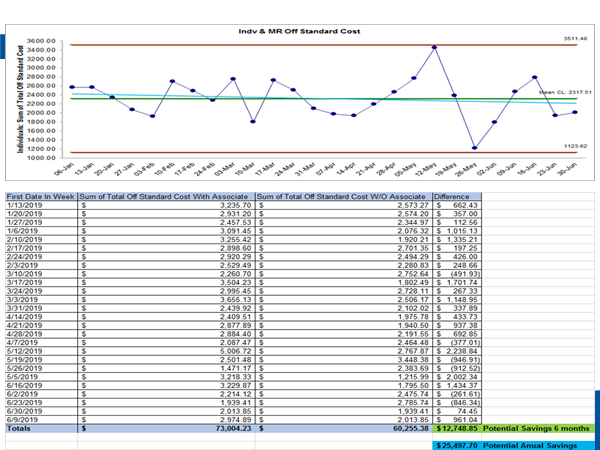 Indv & MR Off Standard Cost
3511.48
Individuals: Sum of Total Off Standard Cost
3600.00
3400.00
3200.00
3000.00
2800.00
2600.00
2400.00
2200.00
2000.00
1800.00
1600.00
1400.00
1200.00
1000.00
Mean CL: 2317.51
1123.62
06-Jan 13-Jan 20-Jan 27-Jan 03-Feb 10-Feb 17-Feb 24-Feb 03-Mar 10-Mar 17-Mar 24-Mar 31-Mar 07-Apr 14-Apr 21-Apr 28-Apr 05-May 12-May 19-May 26-May 02-Jun 09-Jun 16-Jun 23-Jun 30-Jun
First Date In Week Sum of Total Off Standard Cost With Associate Sum of Total Off Standard Cost W/O Associate Difference
1/13/2019 $ 3,235.70 $ 2,573.27 $ 662.43
1/20/2019 $ 2,931.20 $ 2,574.20 $ 357.00
1/27/2019 $ 2,457.53 $ 2,344.97 $ 112.56
1/6/2019 $ 3,091.45 $ 2,076.32 $ 1,015.13
2/10/2019 $ 3,255.42 $ 1,920.21 $ 1,335.21
2/17/2019 $ 2,898.60 $ 2,701.35 $ 197.25
2/24/2019 $ 2,920.29 $ 2,494.29 $ 426.00
2/3/2019 $ 2,529.49 $ 2,280.83 $ 248.66
3/10/2019 $ 2,260.70 $ 2,752.64 $ (491.93)
3/17/2019 $ 3,504.23 $ 1,802.49 $ 1,701.74
3/24/2019 $ 2,995.45 $ 2,728.11 $ 267.33
3/3/2019 $ 3,655.13 $ 2,506.17 $ 1,148.95
3/31/2019 $ 2,439.92 $ 2,102.02 $ 337.89
4/14/2019 $ 2,409.51 $ 1,975.78 $ 433.73
4/21/2019 $ 2,877.89 $ 1,940.50 $ 937.38
4/28/2019 $ 2,884.40 $ 2,191.55 $ 692.85
4/7/2019 $ 2,087.47 $ 2,464.48 $ (377.01)
5/12/2019 $ 5,006.72 $ 2,767.87 $ 2,238.84
5/19/2019 $ 2,501.48 $ 3,448.38 $ (946.91)
5/26/2019 $ 1,471.17 $ 2,383.69 $ (912.52)
5/5/2019 $ 3,218.33 $ 1,215.99 $ 2,002.34
6/16/2019 $ 3,229.87 $ 1,795.50 $ 1,434.37
6/2/2019 $ 2,214.12 $ 2,475.74 $ (261.61)
6/23/2019 $ 1,939.41 $ 2,785.74 $ (846.34)
6/30/2019 $ 2,013.85 $ 1,939.41 $ 74.45
6/9/2019 $ 2,974.89 $ 2,013.85 $ 961.04
Totals $ 73,004.23 $ 60,255.38 $12,748.85 Potential Savings 6 months
$25,497.70 Potential Anual Savings